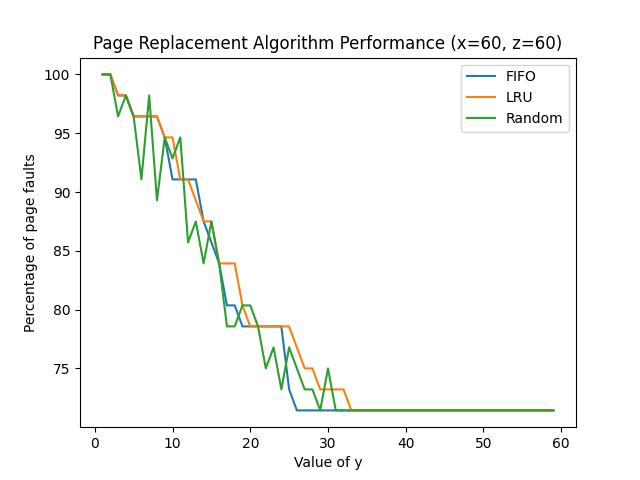 Page Replacement Algorithm Performance (x=60, z=60)
FIFO
LRU
Random
Percentage of page faults
100
95
90
85
80
75
0 10 20 30 40 50 60
Value of y